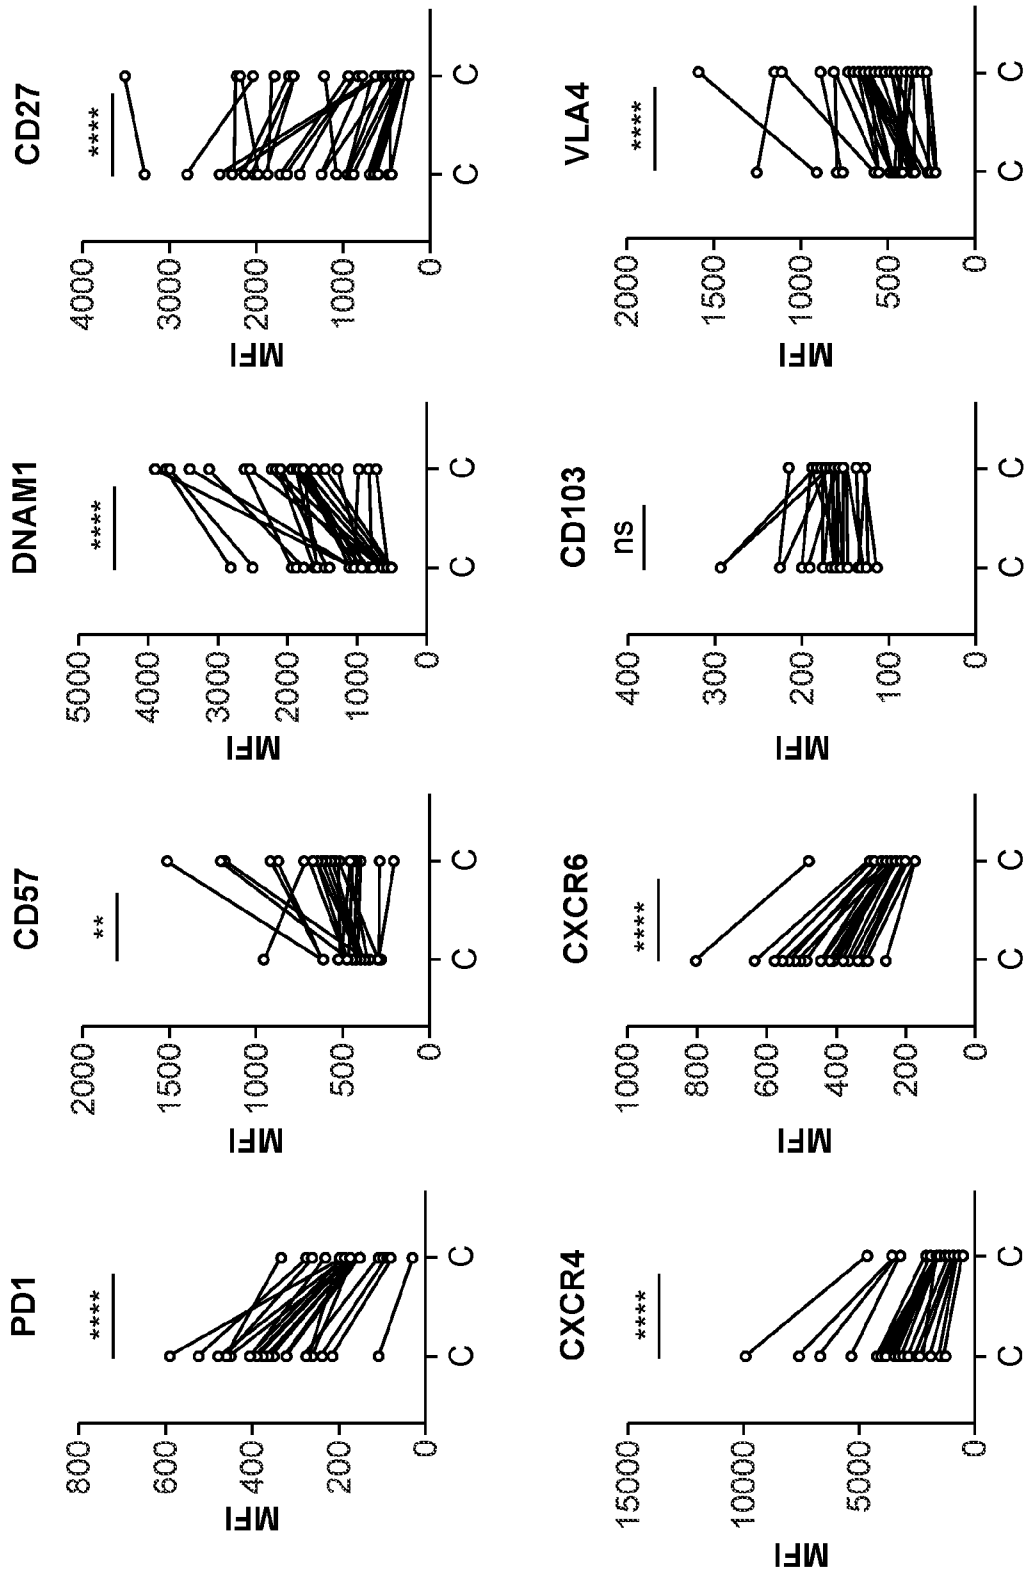 PD1
****
MFI
800
600
400
200
0
C
C
CD57
**
MFI
2000
1500
1000
500
0
C
C
DNAM1
****
MFI
5000
4000
3000
2000
1000
0
C
C
CD27
****
MFI
4000
3000
2000
1000
0
C
C
CXCR4
****
MFI
15000
10000
5000
0
C
C
CXCR6
****
MFI
1000
800
600
400
200
0
C
C
CD103
ns
MFI
400
300
200
100
0
C
C
VLA4
****
MFI
2000
1500
1000
500
0
C
C